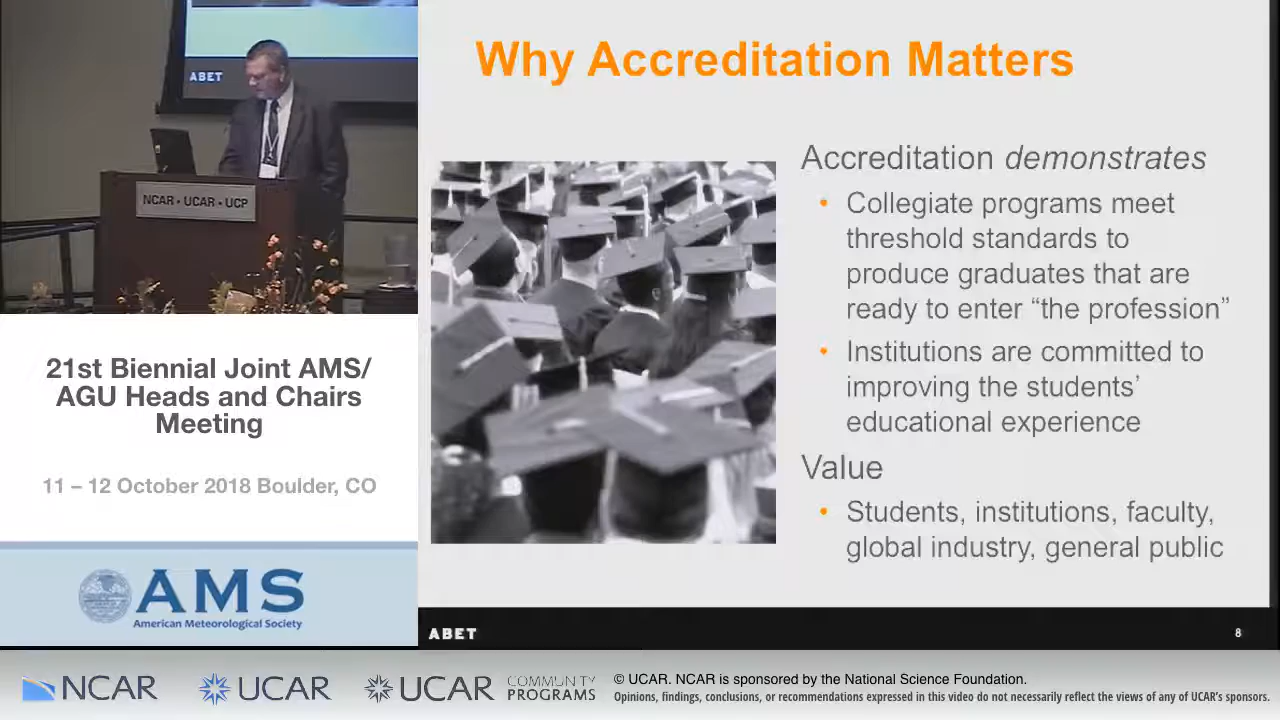 ABET
NCAR • UCAR • UCP
21st Biennial Joint AMS/
AGU Heads and Chairs
Meeting
11 – 12 October 2018 Boulder, CO
AMS
American Meteorological Society
Why Accreditation Matters
Accreditation demonstrates
• Collegiate programs meet
threshold standards to
produce graduates that are
ready to enter “the profession”
• Institutions are committed to
improving the students’
educational experience
Value
• Students, institutions, faculty,
global industry, general public
ABET
8
NCAR
UCAR
UCAR
COMMUNITY
PROGRAMS
© UCAR. NCAR is sponsored by the National Science Foundation.
Opinions, findings, conclusions, or recommendations expressed in this video do not necessarily reflect the views of any of UCAR's sponsors.